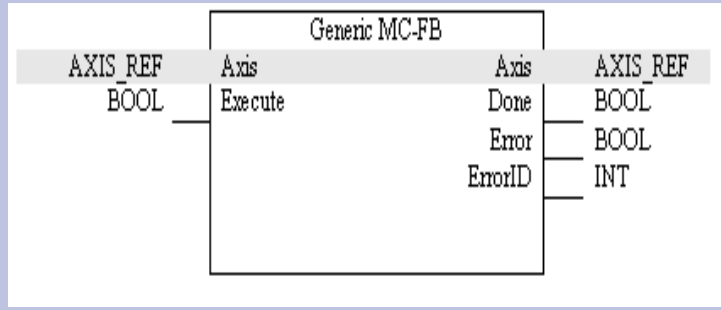 Generic MC-FB
AXIS_REF Axis Axis AXIS_REF
BOOL Execute Done BOOL
Error BOOL
ErrorID INT